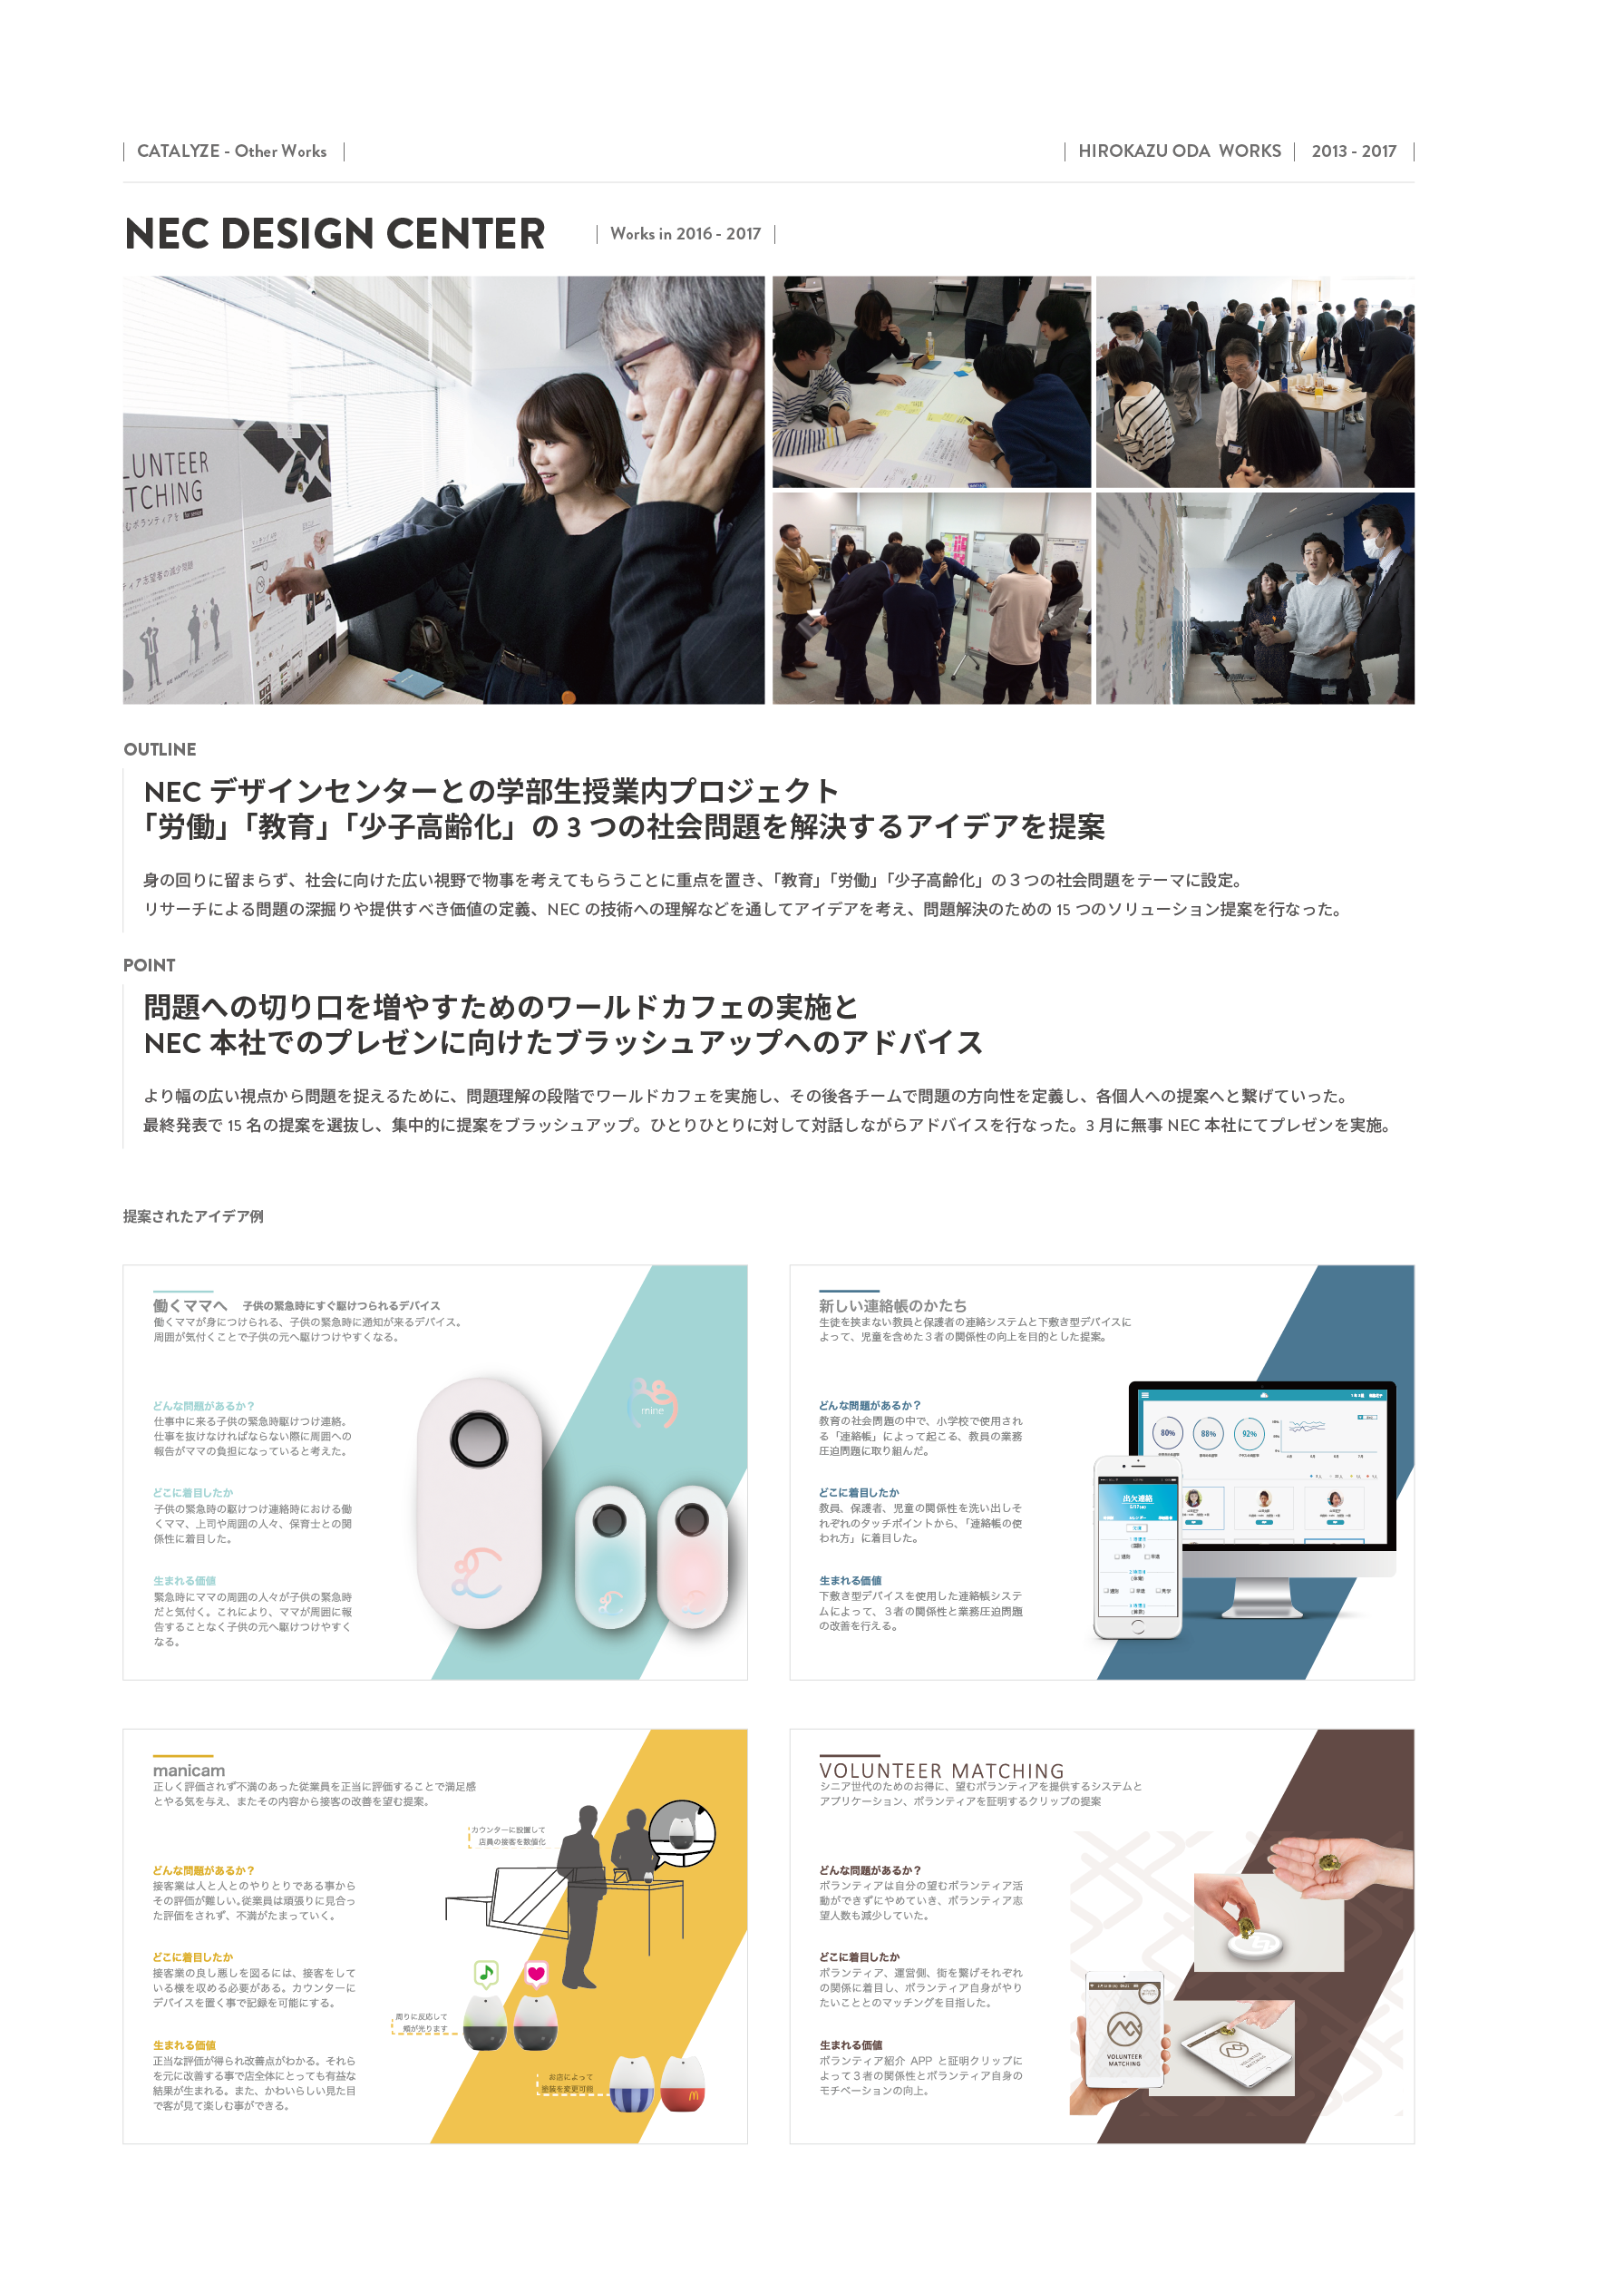 CATALYZE - Other Works
HIROKAZU ODA WORKS
2013 - 2017
NEC DESIGN CENTER
Works in 2016 - 2017
LUNTEER
TCHING
むボランティアを
OUTLINE
NEC デザインセンターとの学部生授業内プロジェクト
「労働」「教育」「少子高齢化」の 3 つの社会問題を解決するアイデアを提案
身の回りに留まらず、社会に向けた広い視野で物事を考えてもらうことに重点を置き、「教育」「労働」「少子高齢化」の３つの社会問題をテーマに設定。
リサーチによる問題の深掘りや提供すべき価値の定義、NEC の技術への理解などを通してアイデアを考え、問題解決のための 15 つのソリューション提案を行なった。
POINT
問題への切り口を増やすためのワールドカフェの実施と
NEC 本社でのプレゼンに向けたブラッシュアップへのアドバイス
より幅の広い視点から問題を捉えるために、問題理解の段階でワールドカフェを実施し、その後各チームで問題の方向性を定義し、各個人への提案へと繋げていった。
最終発表で 15 名の提案を選抜し、集中的に提案をブラッシュアップ。ひとりひとりに対して対話しながらアドバイスを行なった。3 月に無事 NEC 本社にてプレゼンを実施。
提案されたアイデア例
働くママへ 子供の緊急時にすぐ駆けつられるデバイス
働くママが身につけられる、子供の緊急時に通知が来るデバイス。
周囲が気付くことで子供の元へ駆けつけやすくなる。
どんな問題があるか？
仕事中に来る子供の緊急時駆けつけ連絡。
仕事を抜けなければならない際に周囲への
報告がママの負担になっていると考えた。
どこに着目したか
子供の緊急時の駆けつけ連絡時における働
くママ、上司や周囲の人々、保育士との関
係性に着目した。
生まれる価値
緊急時にママの周囲の人々が子供の緊急時
だと気付く。これにより、ママが周囲に報
告することなく子供の元へ駆けつけやすく
なる。
mine
新しい連絡帳のかたち
生徒を挟まない教員と保護者の連絡システムと下敷き型デバイスに
よって、児童を含めた３者の関係性の向上を目的とした提案。
どんな問題があるか？
教育の社会問題の中で、小学校で使用され
る「連絡帳」によって起こる、教員の業務
圧迫問題に取り組んだ。
どこに着目したか
教員、保護者、児童の関係性を洗い出しそ
れぞれのタッチポイントから、「連絡帳の使
われ方」に着目した。
生まれる価値
下敷き型デバイスを使用した連絡帳システ
ムによって、３者の関係性と業務圧迫問題
の改善を行える。
80%
88%
92%
出欠連絡
manicam
正しく評価されず不満のあった従業員を正当に評価することで満足感
とやる気を与え、またその内容から接客の改善を望む提案。
どんな問題があるか？
接客業は人と人とのやりとりである事から
その評価が難しい。従業員は頑張りに見合っ
た評価をされず、不満がたまっていく。
どこに着目したか
接客業の良し悪しを図るには、接客をして
いる様を収める必要がある。カウンターに
デバイスを置く事で記録を可能にする。
生まれる価値
正当な評価が得られ改善点がわかる。それら
を元に改善する事で店全体にとっても有益な
結果が生まれる。また、かわいらしい見た目
で客が見て楽しむ事ができる。
カウンターに設置して
店員の接客を数値化
周りに反応して
頬が光ります
お店によって
塗装を変更可能
VOLUNTEER MATCHING
シニア世代のためのお得に、望むボランティアを提供するシステムと
アプリケーション、ボランティアを証明するクリップの提案
どんな問題があるか？
ボランティアは自分の望むボランティア活
動ができずにやめていき、ボランティア志
望人数も減少していた。
どこに着目したか
ボランティア、運営側、街を繋げそれぞれ
の関係に着目し、ボランティア自身がやり
たいこととのマッチングを目指した。
生まれる価値
ボランティア紹介 APP と証明クリップに
よって３者の関係性とボランティア自身の
モチベーションの向上。
VOLUNTEER
MATCHING